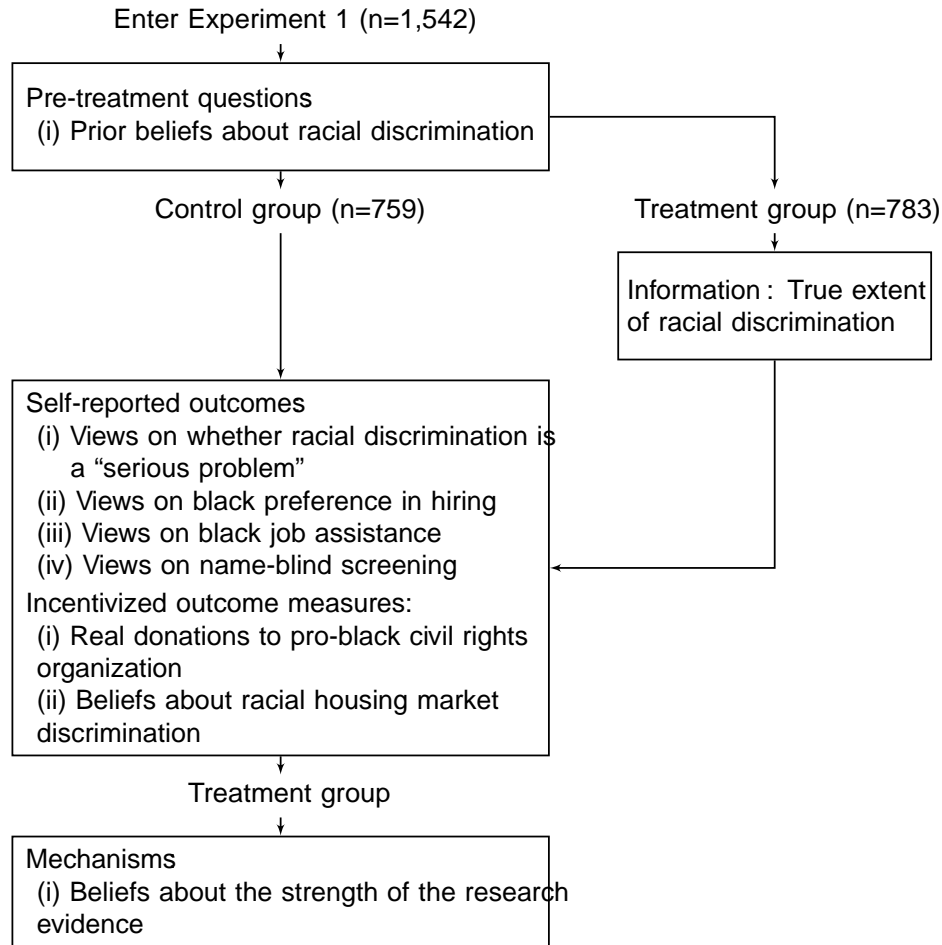 Enter Experiment 1 (n=1,542)
Pre-treatment questions
(i) Prior beliefs about racial discrimination
Control group (n=759)
Treatment group (n=783)
Information : True extent
of racial discrimination
Self-reported outcomes
(i) Views on whether racial discrimination is
a “serious problem”
(ii) Views on black preference in hiring
(iii) Views on black job assistance
(iv) Views on name-blind screening
Incentivized outcome measures:
(i) Real donations to pro-black civil rights
organization
(ii) Beliefs about racial housing market
discrimination
Treatment group
Mechanisms
(i) Beliefs about the strength of the research
evidence